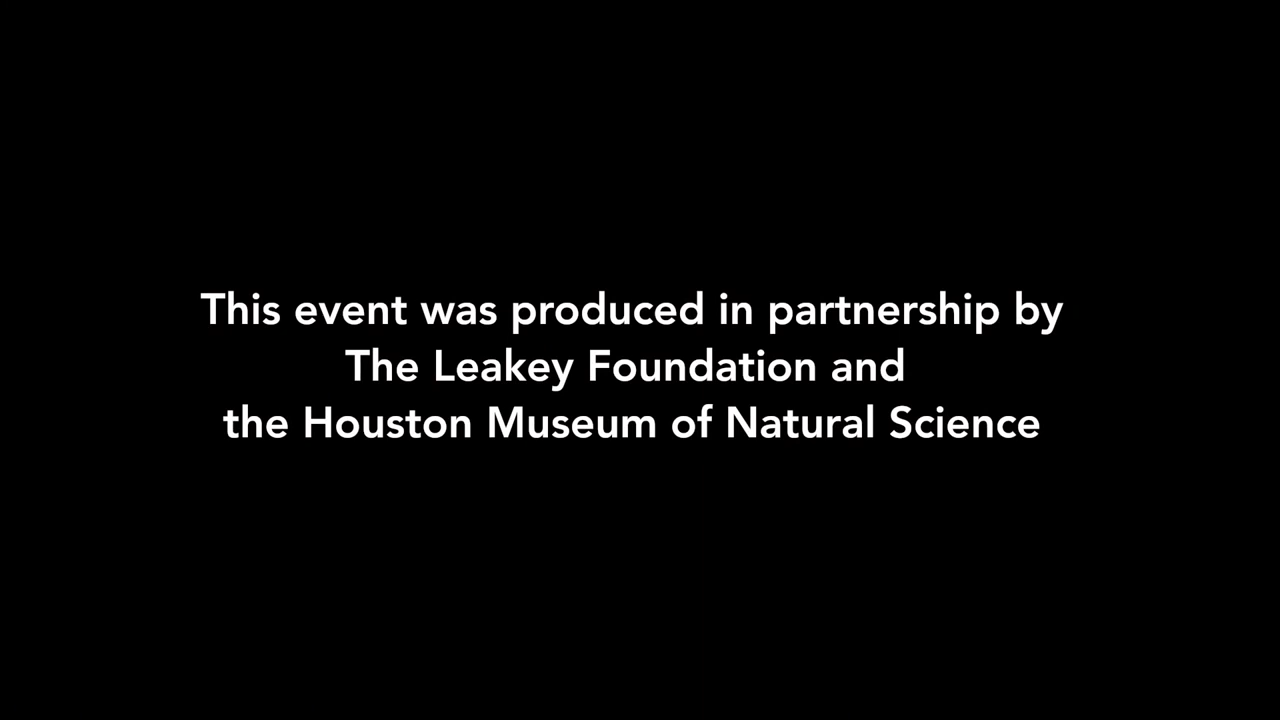 This event was produced in partnership by
The Leakey Foundation and
the Houston Museum of Natural Science